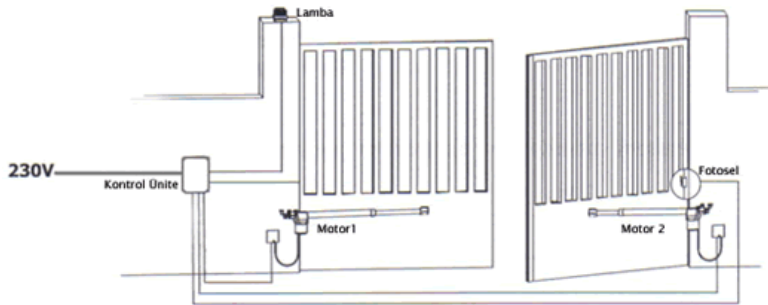 Lamba
230V
Kontrol Ünite
Fotosel
Motor1
Motor 2